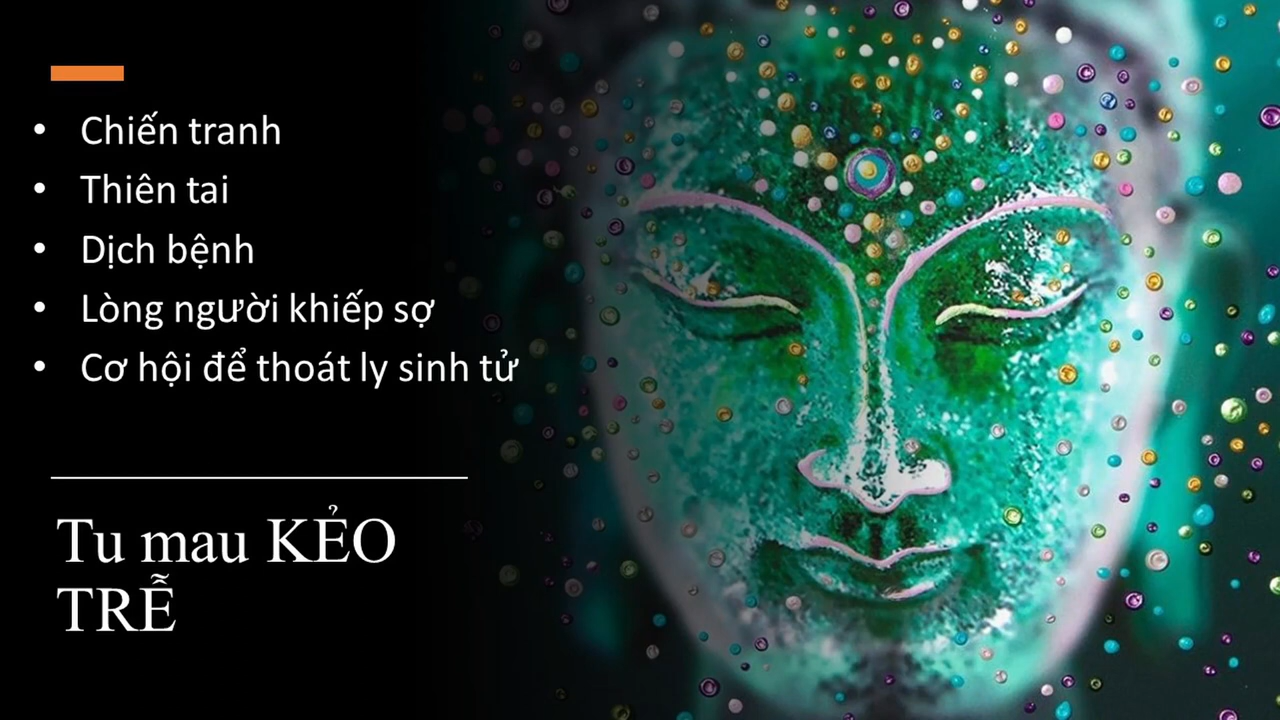 Chiến tranh
Thiên tai
Dịch bệnh
Lòng người khiếp sợ
Cơ hội để thoát ly sinh tử
Tu mau KẺO
TRỄ